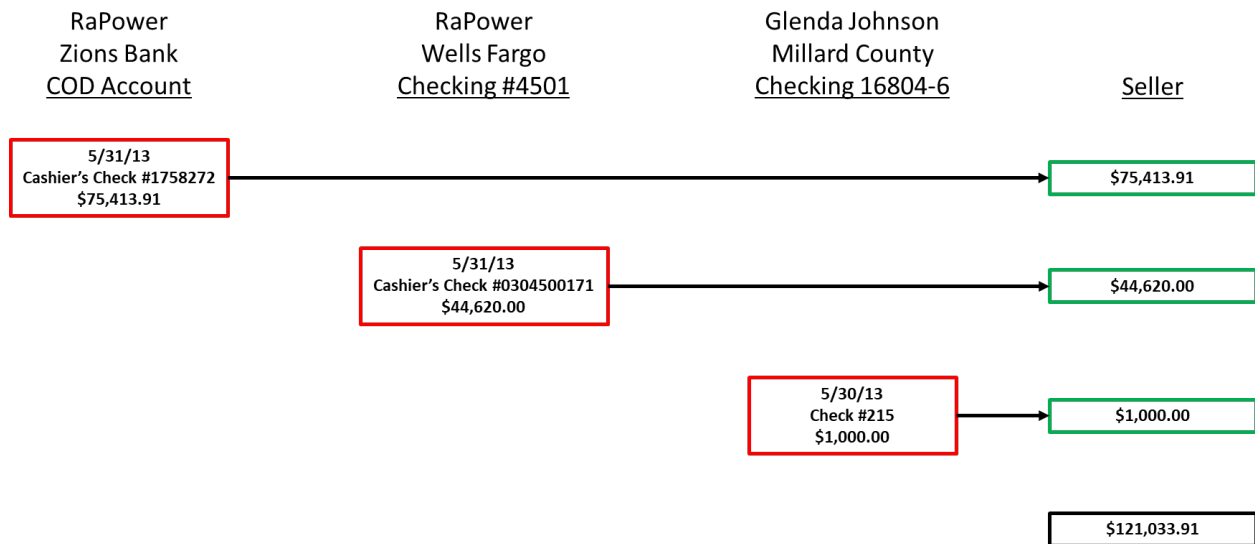 RaPower
Zions Bank
COD Account
RaPower
Wells Fargo
Checking #4501
Glenda Johnson
Millard County
Checking 16804-6
Seller
5/31/13
Cashier's Check #1758272
$75,413.91
$75,413.91
5/31/13
Cashier's Check #0304500171
$44,620.00
$44,620.00
5/30/13
Check #215
$1,000.00
$1,000.00
$121,033.91